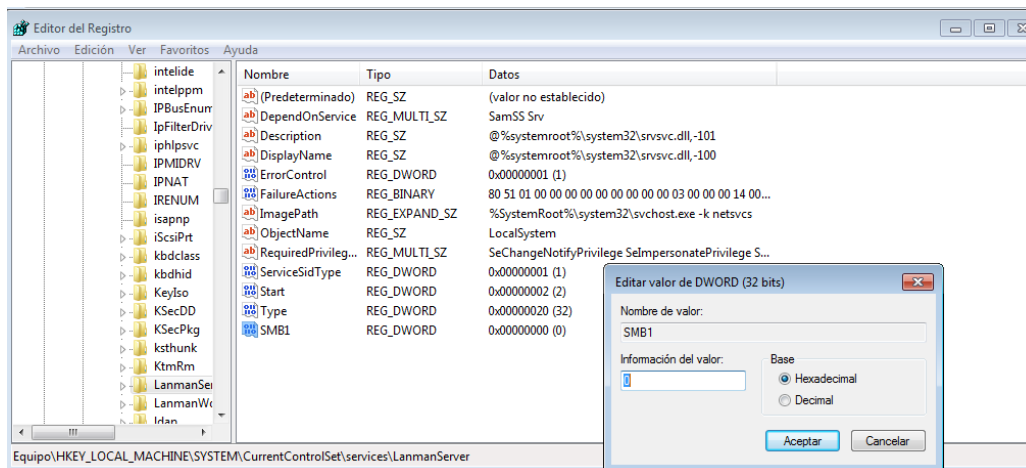 Editor del Registro
Archivo Edición Ver Favoritos Ayuda
intelide
intelppm
IPBusEnum
IpFilterDriv
iphlpsvc
IPMIDRV
IPNAT
IRENUM
isapnp
iScsiPrt
kbdclass
kbdhid
KeyIso
KSecDD
KSecPkg
ksthunk
KtmRm
LanmanSer
LanmanWo
ldap
Nombre Tipo Datos
(Predeterminado) REG_SZ (valor no establecido)
DependOnService REG_MULTI_SZ SamSS Srv
Description REG_SZ @%systemroot%\system32\srvsvc.dll,-101
DisplayName REG_SZ @%systemroot%\system32\srvsvc.dll,-100
ErrorControl REG_DWORD 0x00000001 (1)
FailureActions REG_BINARY 80 51 01 00 00 00 00 00 00 00 00 00 03 00 00 00 14 00...
ImagePath REG_EXPAND_SZ %SystemRoot%\system32\svchost.exe -k netsvcs
ObjectName REG_SZ LocalSystem
RequiredPrivileg... REG_MULTI_SZ SeChangeNotifyPrivilege SeImpersonatePrivilege S...
ServiceSidType REG_DWORD 0x00000001 (1)
Start REG_DWORD 0x00000002 (2)
Type REG_DWORD 0x00000020 (32)
SMB1 REG_DWORD 0x00000000 (0)
Editar valor de DWORD (32 bits)
Nombre de valor:
SMB1
Información del valor: Base
0 Hexadecimal
Decimal
Aceptar Cancelar
Equipo\HKEY_LOCAL_MACHINE\SYSTEM\CurrentControlSet\services\LanmanServer